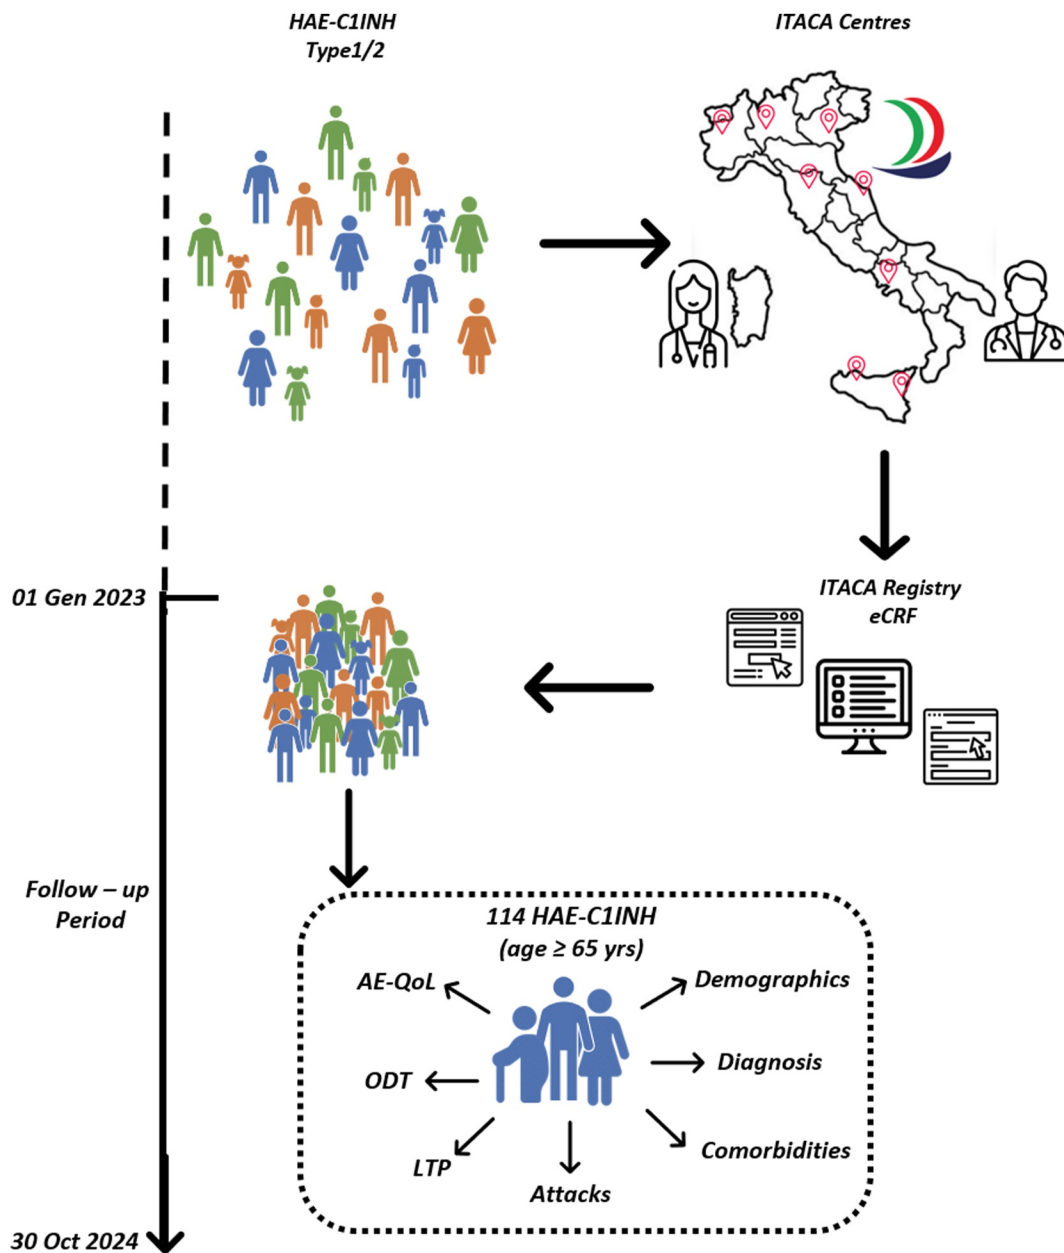 HAE-C1INH
Type1/2
ITACA Centres
01 Gen 2023
ITACA Registry
eCRF
Follow – up
Period
114 HAE-C1INH
(age ≥ 65 yrs)
AE-QoL
Demographics
ODT
Diagnosis
LTP
Comorbidities
Attacks
30 Oct 2024